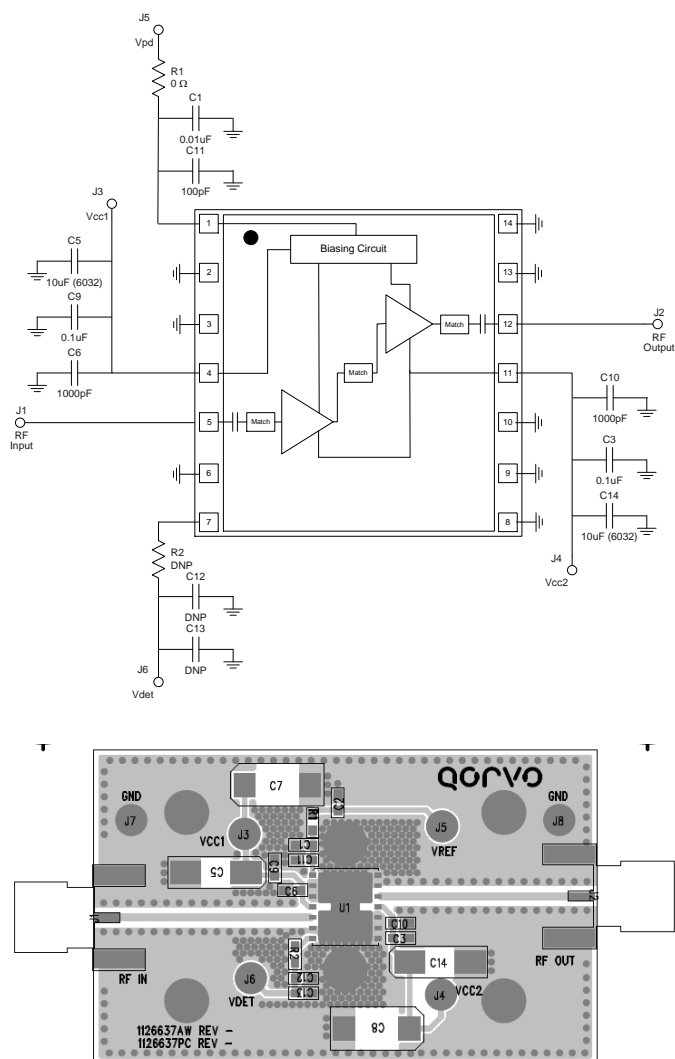 J5
Vpd
R1
0 Ω
C1
0.01uF
C11
100pF
J3
Vcc1
C5
10uF (6032)
C9
0.1uF
C6
1000pF
J1
RF
Input
1
2
3
4
5
6
7
Biasing Circuit
Match
Match
Match
14
13
12
11
10
9
8
J2
RF
Output
C10
1000pF
C3
0.1uF
C14
10uF (6032)
J4
Vcc2
R2
DNP
C12
DNP
C13
DNP
J6
Vdet
QORVO
C7
C2
GND
J7
VCC1
J3
R1
J5
VREF
GND
J8
C1
C11
C5
C9
C6
U1
J1
J2
C10
C3
R2
RF IN
J6
VDET
C12
C13
C14
J4
VCC2
RF OUT
C8
1126637AW REV -
1126637PC REV -